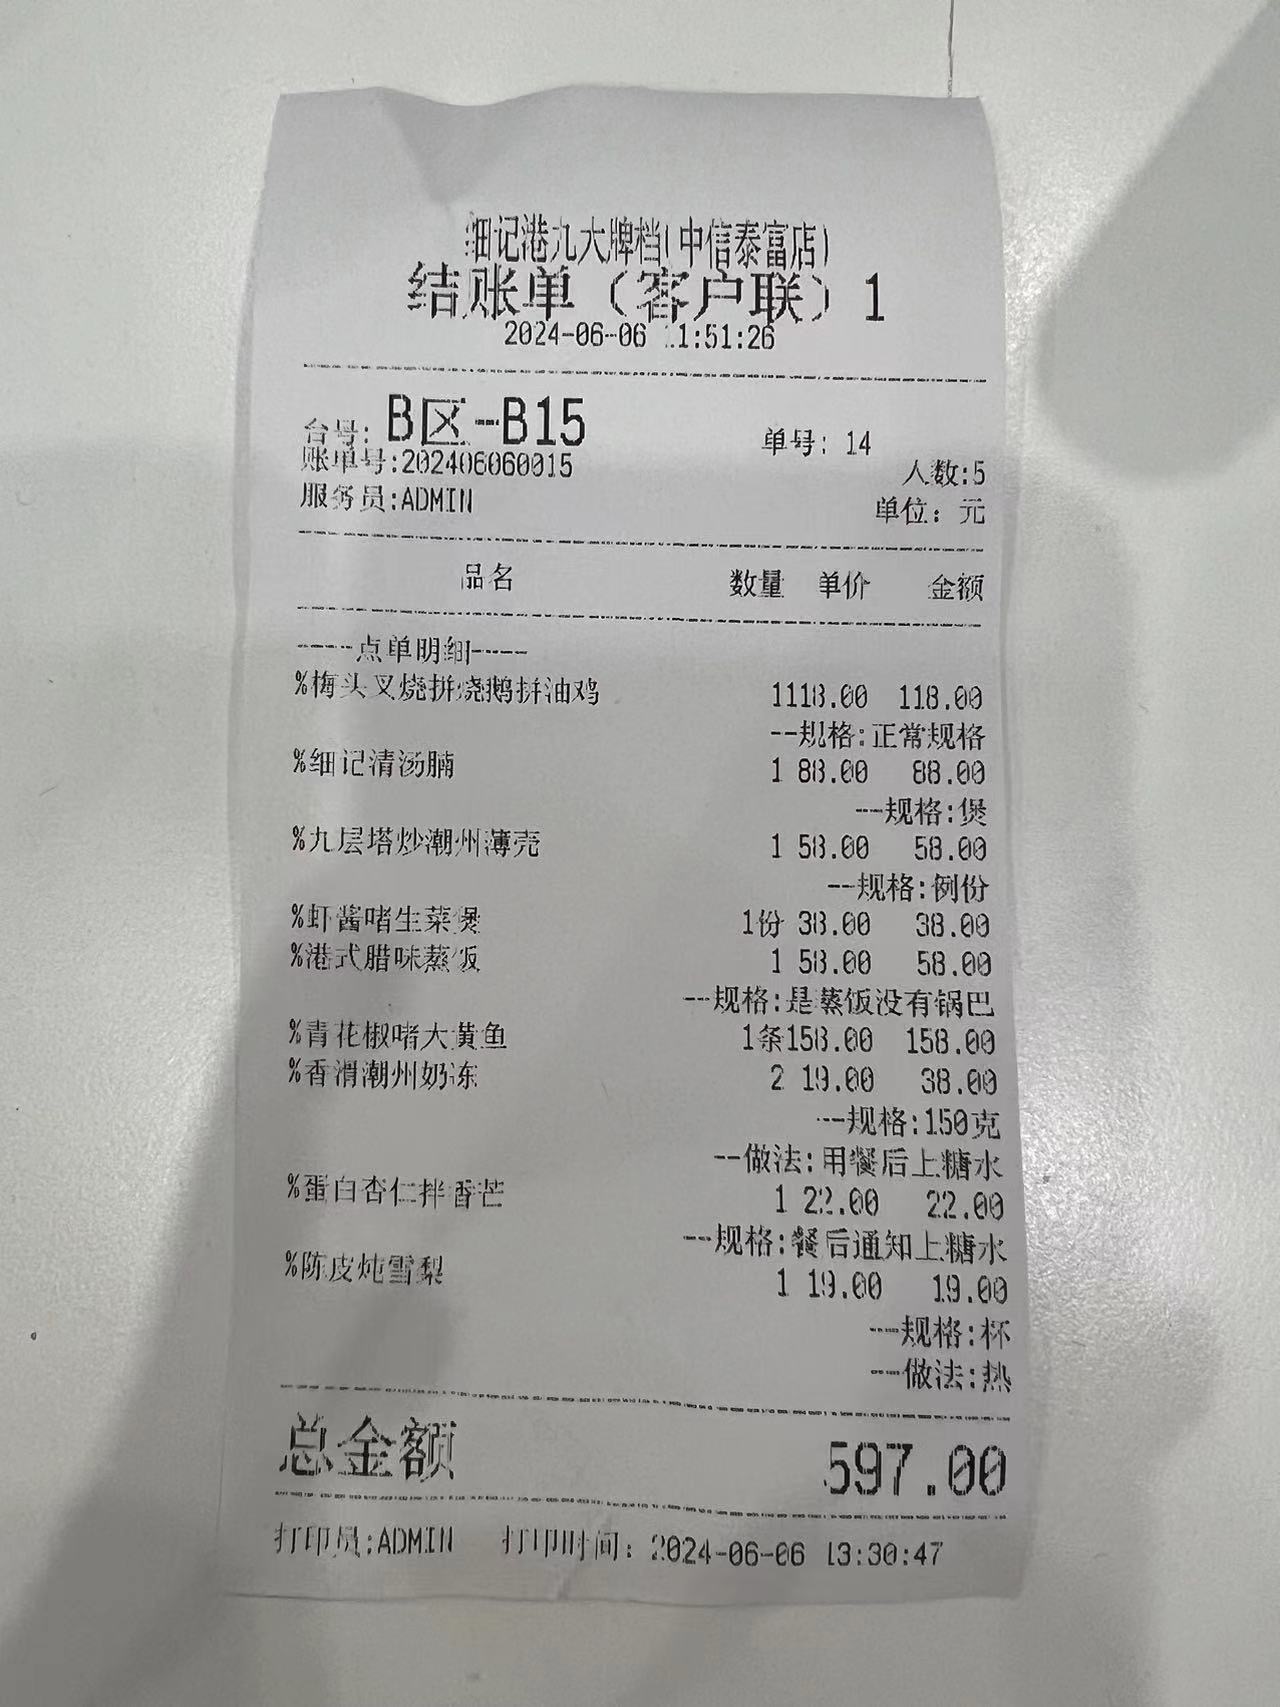 细记港九大牌档(中信泰富店)
结账单（客户联）1
2024-06-06 11:51:26
台号: B区-B15 单号: 14
账单号:202406060015 人数:5
服务员:ADMIN 单位: 元
品名 数量 单价 金额
-----点单明细-----
%梅头叉烧拼烧鹅拼油鸡 1118.00 118.00
--规格:正常规格
%细记清汤腩 1 88.00 88.00
--规格:煲
%九层塔炒潮州薄壳 1 58.00 58.00
--规格:例份
%虾酱啫生菜煲 1份 38.00 38.00
%港式腊味蒸饭 1 58.00 58.00
--规格:是蒸饭没有锅巴
%青花椒啫大黄鱼 1条158.00 158.00
%香滑潮州奶冻 2 19.00 38.00
--规格:150克
--做法:用餐后上糖水
%蛋白杏仁拌香芒 1 22.00 22.00
--规格:餐后通知上糖水
%陈皮炖雪梨 1 19.00 19.00
--规格:杯
--做法:热
总金额 597.00
打印员:ADMIN 打印时间: 2024-06-06 13:30:47